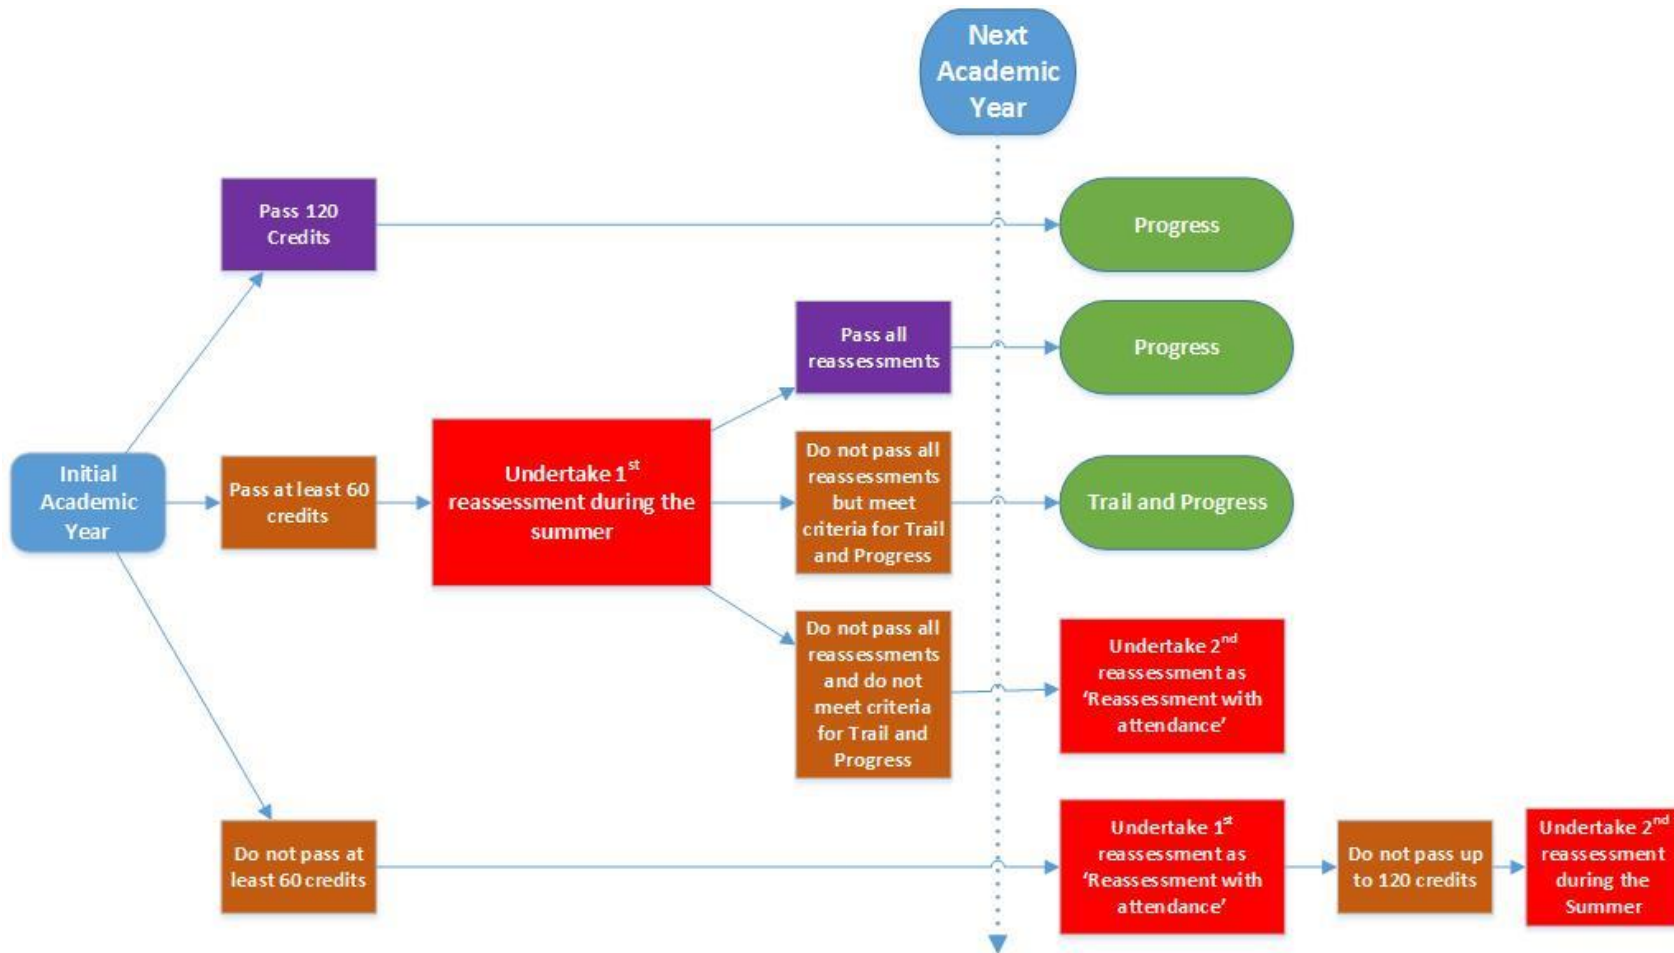 Next
Academic
Year
Pass 120
Credits
Progress
Pass all
reassessments
Progress
Initial
Academic
Year
Pass at least 60
credits
Undertake 1st
reassessment during the
summer
Do not pass all
reassessments
but meet
criteria for Trail
and Progress
Trail and Progress
Do not pass all
reassessments
and do not
meet criteria
for Trail and
Progress
Undertake 2nd
reassessment as
‘Reassessment with
attendance’
Do not pass at
least 60 credits
Undertake 1st
reassessment as
‘Reassessment with
attendance’
Do not pass up
to 120 credits
Undertake 2nd
reassessment
during the
Summer